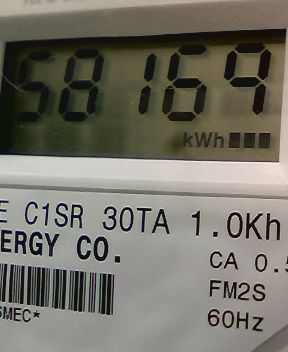 58169
kWh
E C1SR 30TA 1.0Kh
ERGY CO.
CA 0.5
FM2S
SMEC*
60Hz